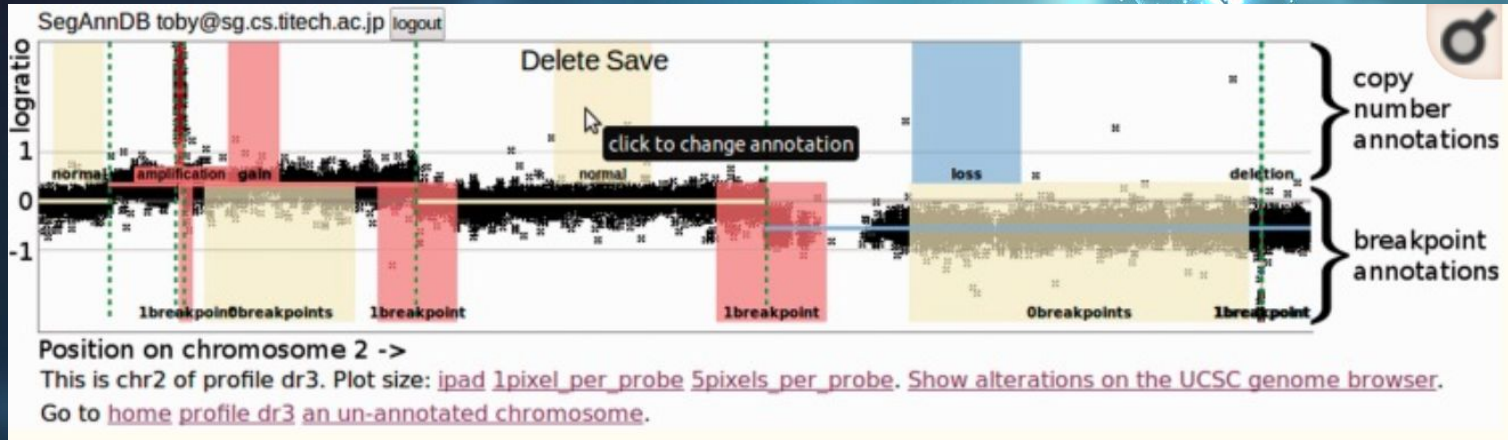 SegAnnDB toby@sg.cs.titech.ac.jp logout
logratio
Delete Save
click to change annotation
1
0
-1
normal amplification gain normal loss deletion
copy
number
annotations
breakpoint
annotations
1breakpoint 0breakpoints 1breakpoint 1breakpoint 0breakpoints 1breakpoint
Position on chromosome 2 ->
This is chr2 of profile dr3. Plot size: ipad 1pixel_per_probe 5pixels_per_probe. Show alterations on the UCSC genome browser.
Go to home profile dr3 an un-annotated chromosome.